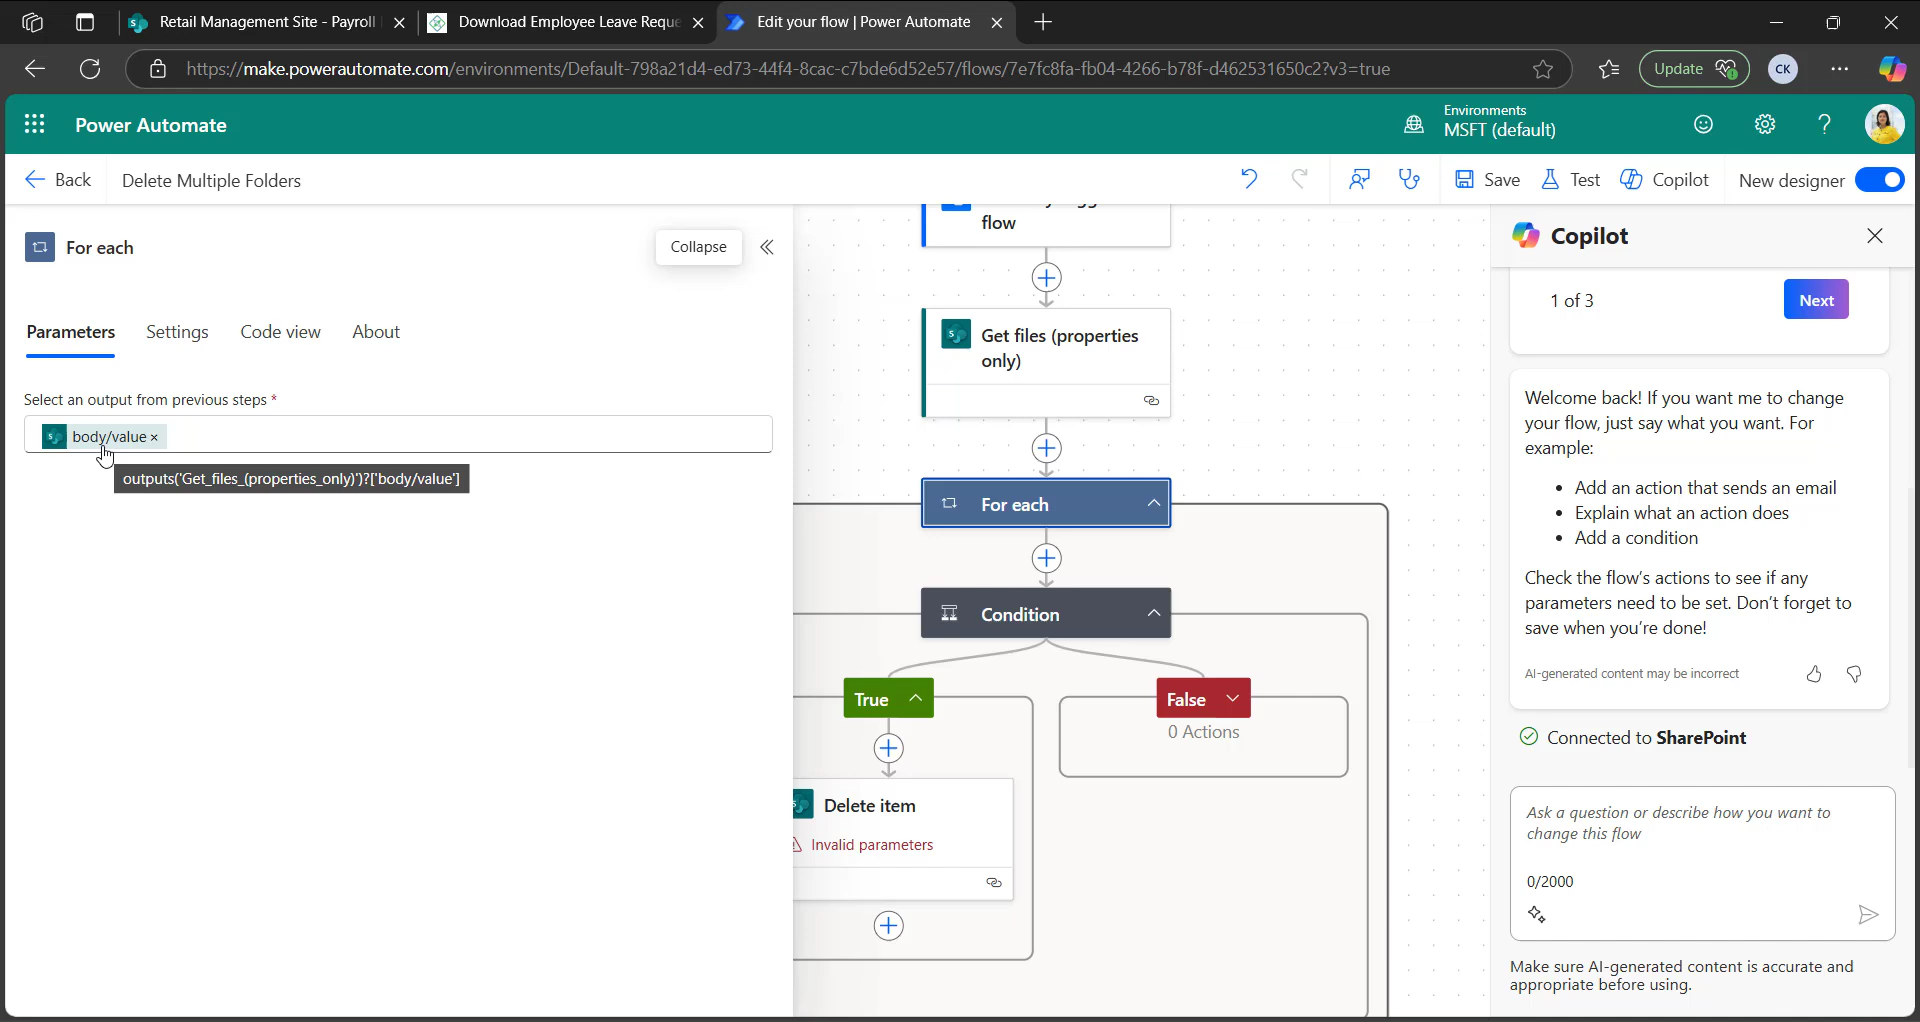 Retail Management Site - Payroll
Download Employee Leave Reque
Edit your flow | Power Automate
https://make.powerautomate.com/environments/Default-798a21d4-ed73-44f4-8cac-c7bde6d52e57/flows/7e7fc8fa-fb04-4266-b78f-d462531650c2?v3=true
Update
CK
Power Automate
Environments
MSFT (default)
Back
Delete Multiple Folders
Save
Test
Copilot
New designer
For each
Collapse
Parameters
Settings
Code view
About
Select an output from previous steps *
body/value ×
outputs('Get_files_(properties_only)')?['body/value']
flow
Get files (properties
only)
For each
Condition
True
False
0 Actions
Delete item
Invalid parameters
Copilot
1 of 3
Next
Welcome back! If you want me to change
your flow, just say what you want. For
example:
• Add an action that sends an email
• Explain what an action does
• Add a condition
Check the flow's actions to see if any
parameters need to be set. Don't forget to
save when you're done!
AI-generated content may be incorrect
Connected to SharePoint
Ask a question or describe how you want to
change this flow
0/2000
Make sure AI-generated content is accurate and
appropriate before using.